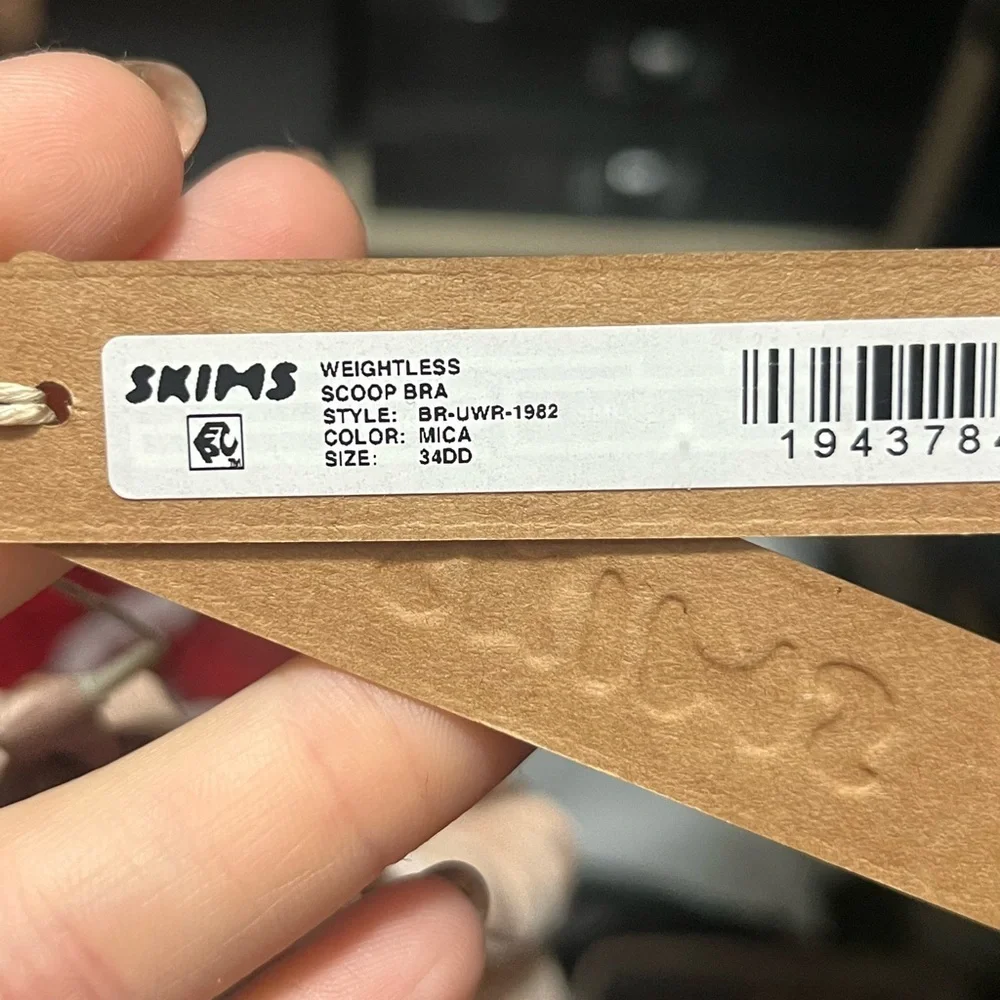 SKIMS
WEIGHTLESS
SCOOP BRA
STYLE: BR-UWR-1982
COLOR: MICA
SIZE: 34DD
194378